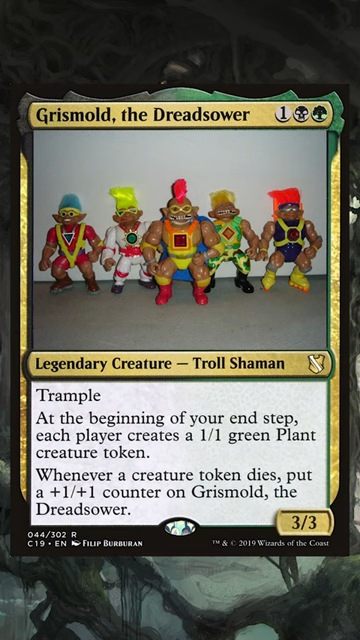 Grismold, the Dreadsower 1
Legendary Creature — Troll Shaman
Trample
At the beginning of your end step,
each player creates a 1/1 green Plant
creature token.
Whenever a creature token dies, put
a +1/+1 counter on Grismold, the
Dreadsower.
3/3
044/302 R
C19 • EN Filip Burburan
™ & © 2019 Wizards of the Coast